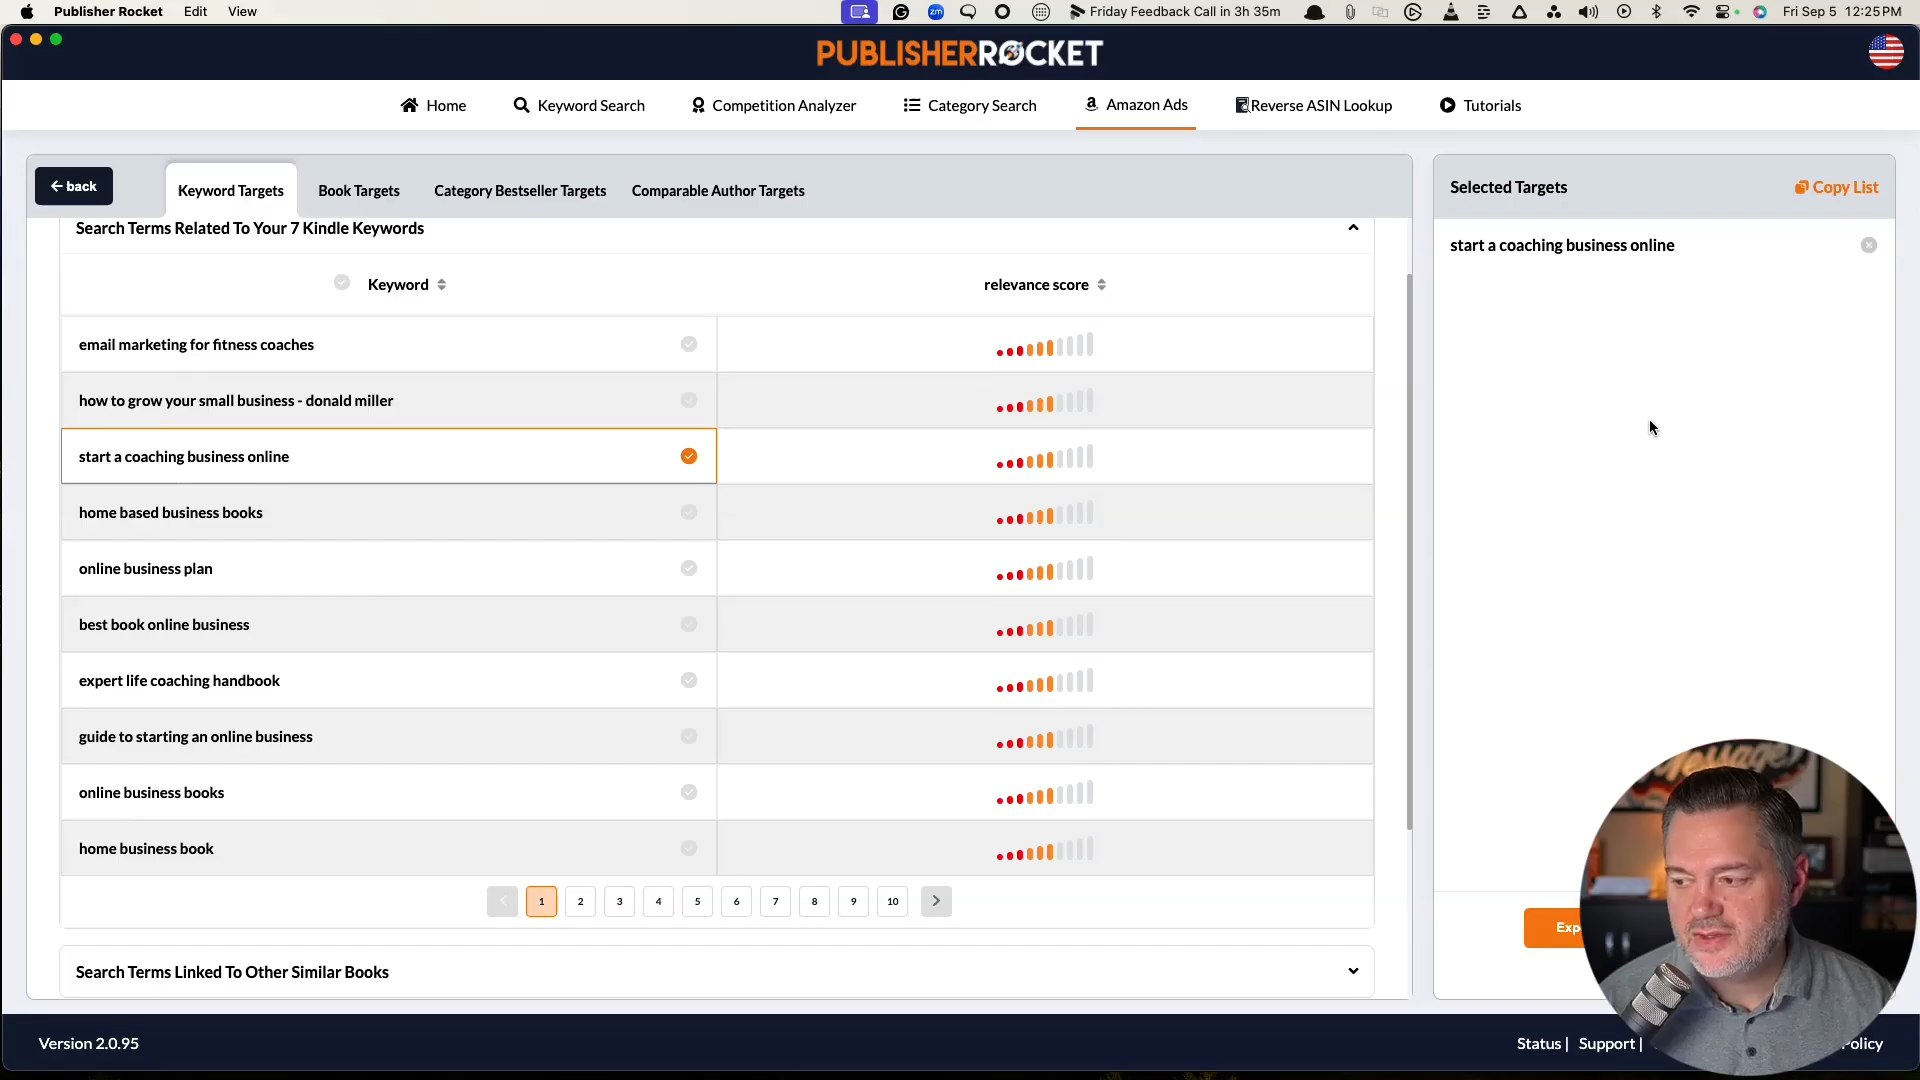 Publisher Rocket Edit View
Friday Feedback Call in 3h 35m Fri Sep 5 12:25 PM
PUBLISHERROCKET
Home Keyword Search Competition Analyzer Category Search Amazon Ads Reverse ASIN Lookup Tutorials
back
Keyword Targets Book Targets Category Bestseller Targets Comparable Author Targets
Selected Targets Copy List
Search Terms Related To Your 7 Kindle Keywords
start a coaching business online
Keyword relevance score
email marketing for fitness coaches
how to grow your small business - donald miller
start a coaching business online
home based business books
online business plan
best book online business
expert life coaching handbook
guide to starting an online business
online business books
home business book
1 2 3 4 5 6 7 8 9 10
Exp
Search Terms Linked To Other Similar Books
Version 2.0.95
Status | Support | Policy